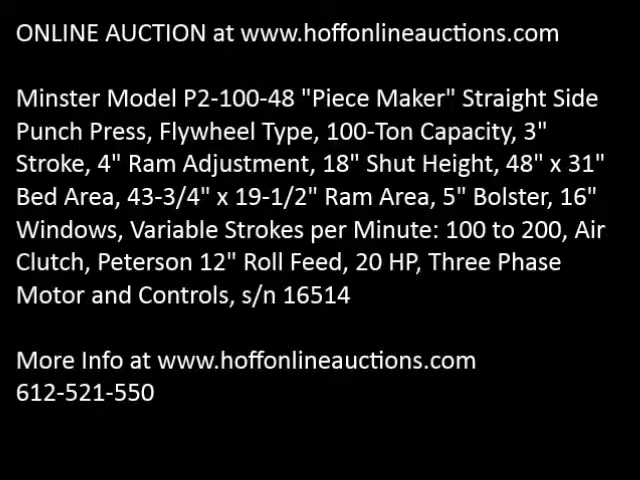 ONLINE AUCTION at www.hoffonlineauctions.com
Minster Model P2-100-48 "Piece Maker" Straight Side
Punch Press, Flywheel Type, 100-Ton Capacity, 3"
Stroke, 4" Ram Adjustment, 18" Shut Height, 48" x 31"
Bed Area, 43-3/4" x 19-1/2" Ram Area, 5" Bolster, 16"
Windows, Variable Strokes per Minute: 100 to 200, Air
Clutch, Peterson 12" Roll Feed, 20 HP, Three Phase
Motor and Controls, s/n 16514
More Info at www.hoffonlineauctions.com
612-521-550